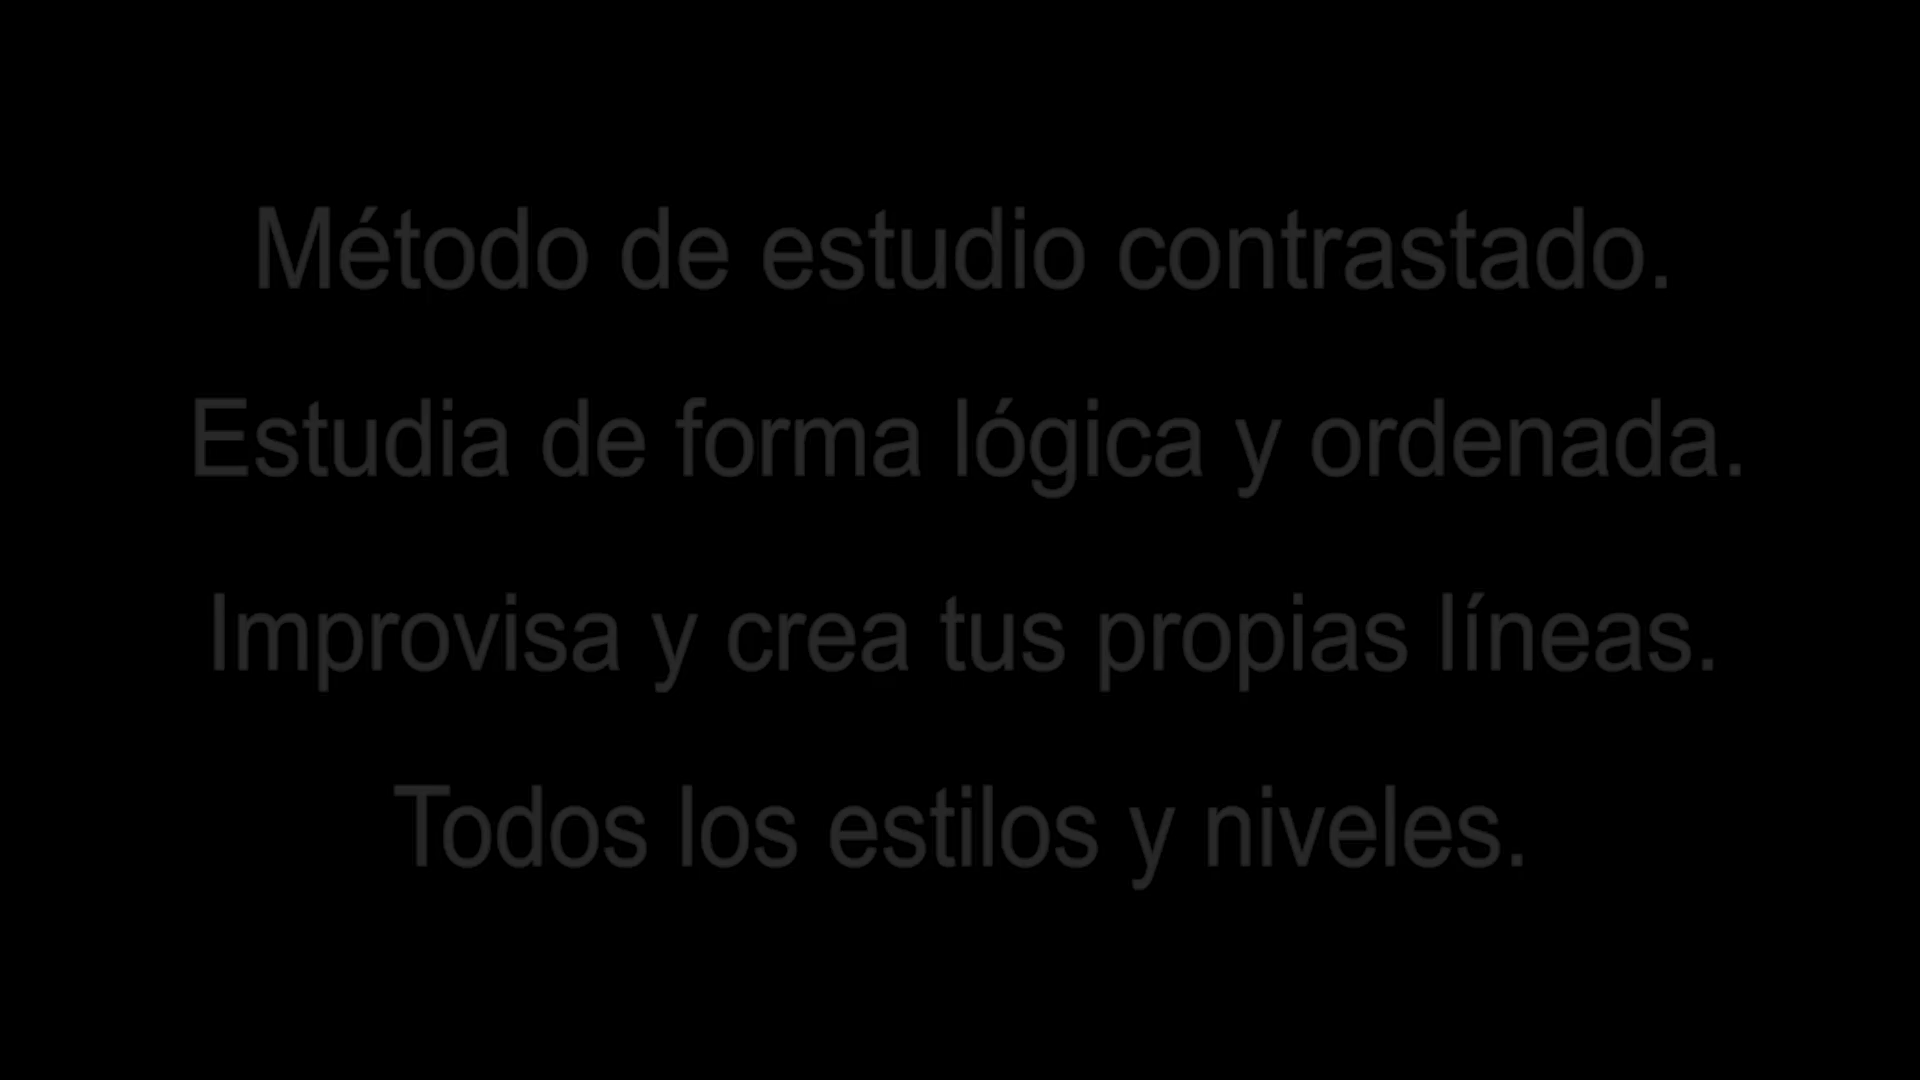 Método de estudio contrastado.
Estudia de forma lógica y ordenada.
Improvisa y crea tus propias líneas.
Todos los estilos y niveles.